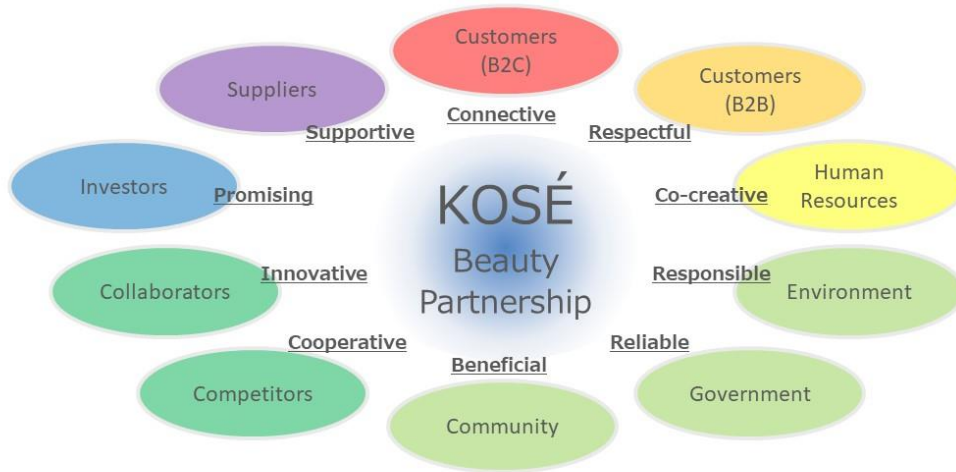 Customers
(B2C)
Customers
(B2B)
Suppliers
Connective
Supportive
Respectful
Investors
Promising
KOSÉ
Beauty
Partnership
Co-creative
Human
Resources
Collaborators
Innovative
Responsible
Environment
Cooperative
Reliable
Beneficial
Competitors
Community
Government